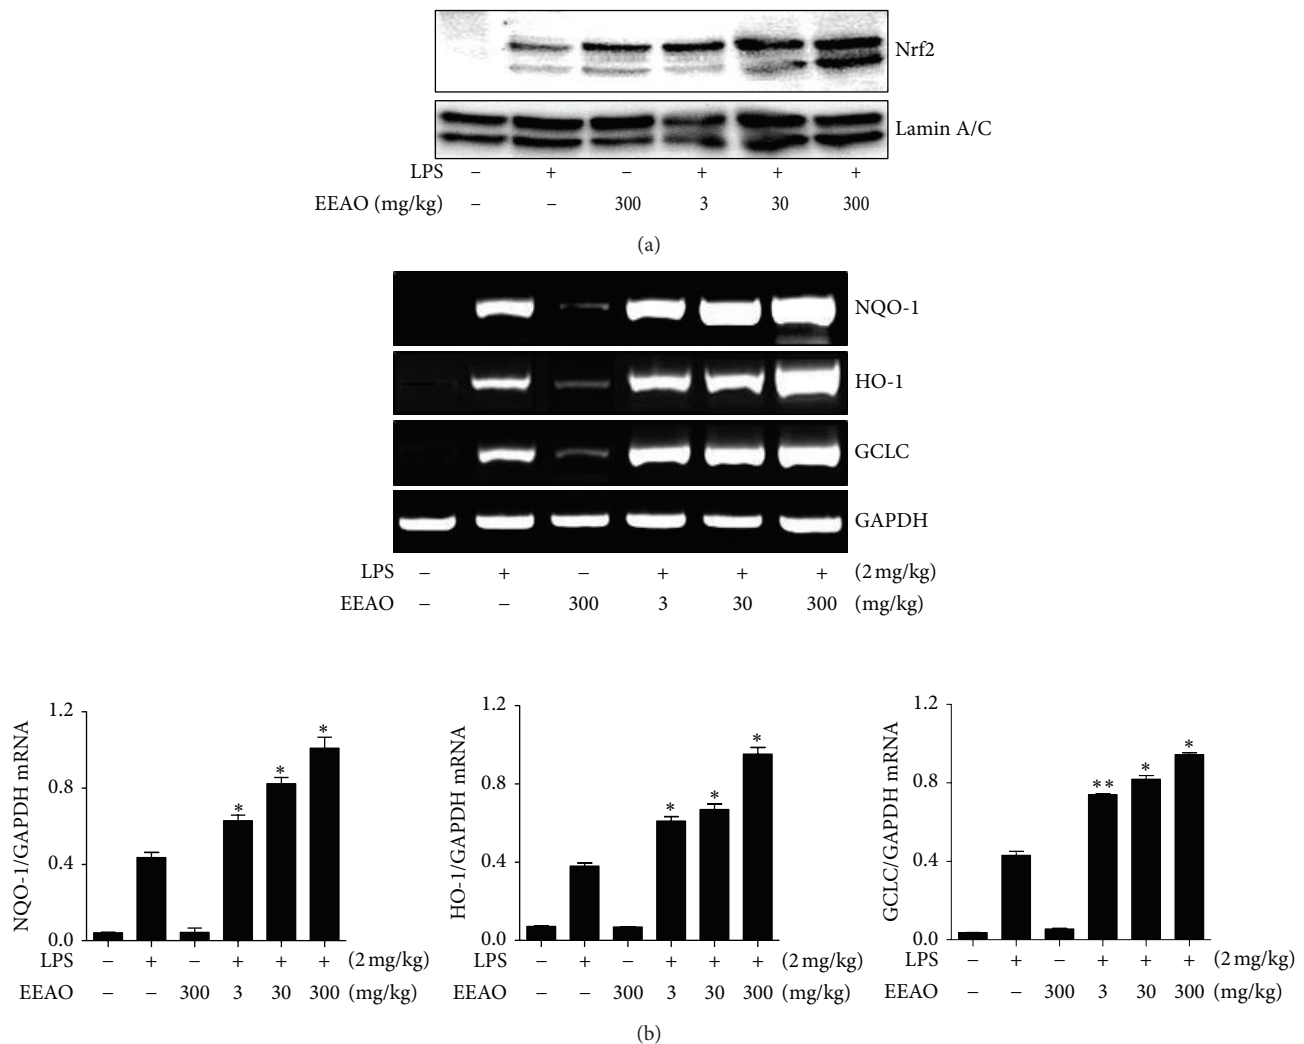 Nrf2
Lamin A/C
LPS − + − + + +
EEAO (mg/kg) − − 300 3 30 300
(a)
NQO-1
HO-1
GCLC
GAPDH
LPS − + − + + + (2 mg/kg)
EEAO − − 300 3 30 300 (mg/kg)
NQO-1/GAPDH mRNA
1.2
0.8
0.4
0.0
* * *
LPS − + − + + + (2 mg/kg)
EEAO − − 300 3 30 300 (mg/kg)
HO-1/GAPDH mRNA
1.2
0.8
0.4
0.0
* * *
LPS − + − + + + (2 mg/kg)
EEAO − − 300 3 30 300 (mg/kg)
GCLC/GAPDH mRNA
1.2
0.8
0.4
0.0
** * *
LPS − + − + + + (2 mg/kg)
EEAO − − 300 3 30 300 (mg/kg)
(b)